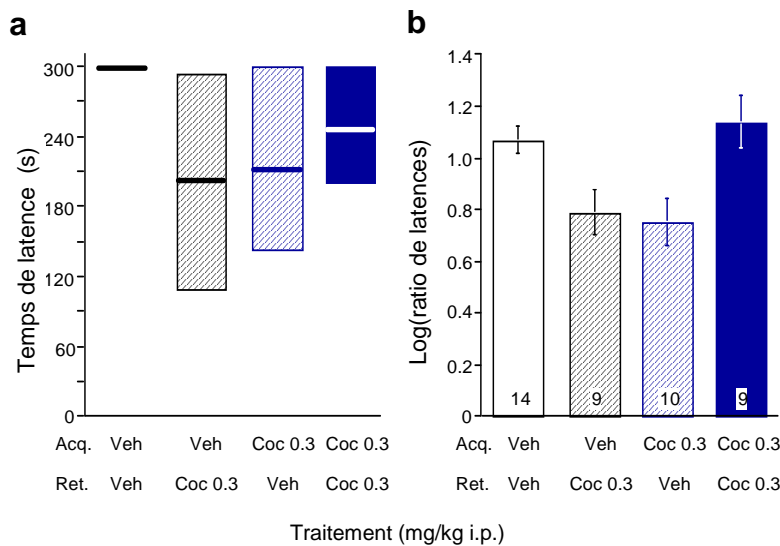 a
Temps de latence (s)
300
240
180
120
60
0
Acq. Veh Veh Coc 0.3 Coc 0.3
Ret. Veh Coc 0.3 Veh Coc 0.3
b
Log(ratio de latences)
1.4
1.2
1.0
0.8
0.6
0.4
0.2
0
14 9 10 9
Acq. Veh Veh Coc 0.3 Coc 0.3
Ret. Veh Coc 0.3 Veh Coc 0.3
Traitement (mg/kg i.p.)